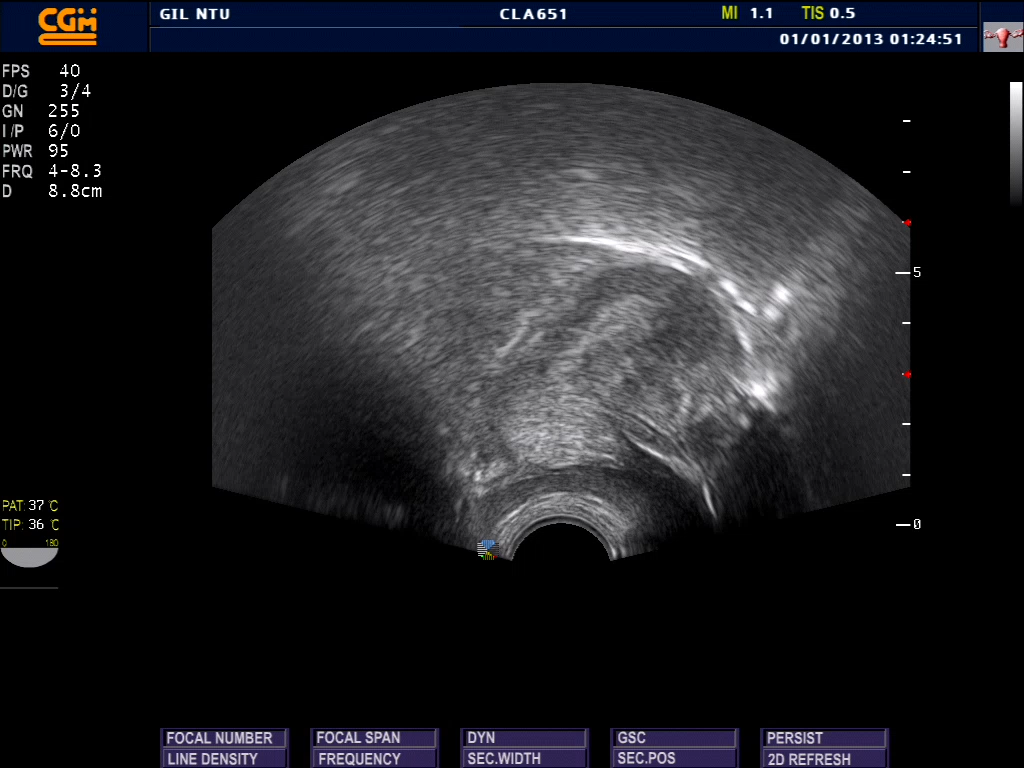 CGM
GIL NTU CLA651 MI 1.1 TIS 0.5
01/01/2013 01:24:51
FPS 40
D/G 3/4
GN 255
I/P 6/0
PWR 95
FRQ 4-8.3
D 8.8cm
5
PAT: 37 °C
TIP: 36 °C
0 180
0
FOCAL NUMBER FOCAL SPAN DYN GSC PERSIST
LINE DENSITY FREQUENCY SEC.WIDTH SEC.POS 2D REFRESH